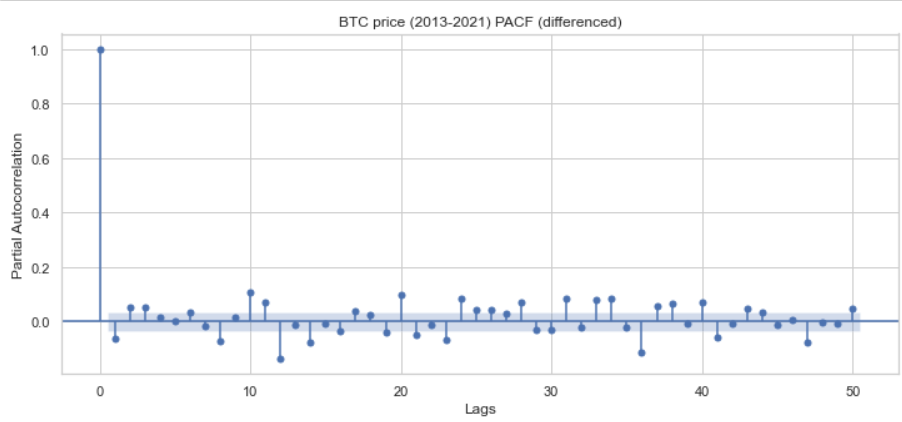 BTC price (2013-2021) PACF (differenced)
1.0
0.8
0.6
0.4
0.2
0.0
Partial Autocorrelation
0 10 20 30 40 50
Lags